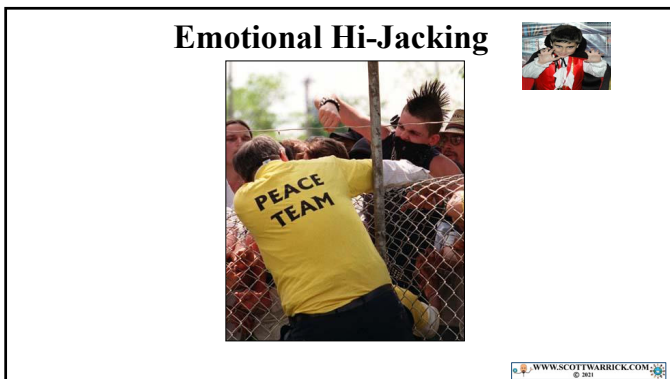 Emotional Hi-Jacking
PEACE
TEAM
WWW.SCOTTWARRICK.COM
© 2021